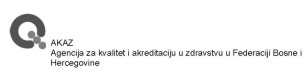 AKAZ
Agencija za kvalitet i akreditaciju u zdravstvu u Federaciji Bosne i
Hercegovine